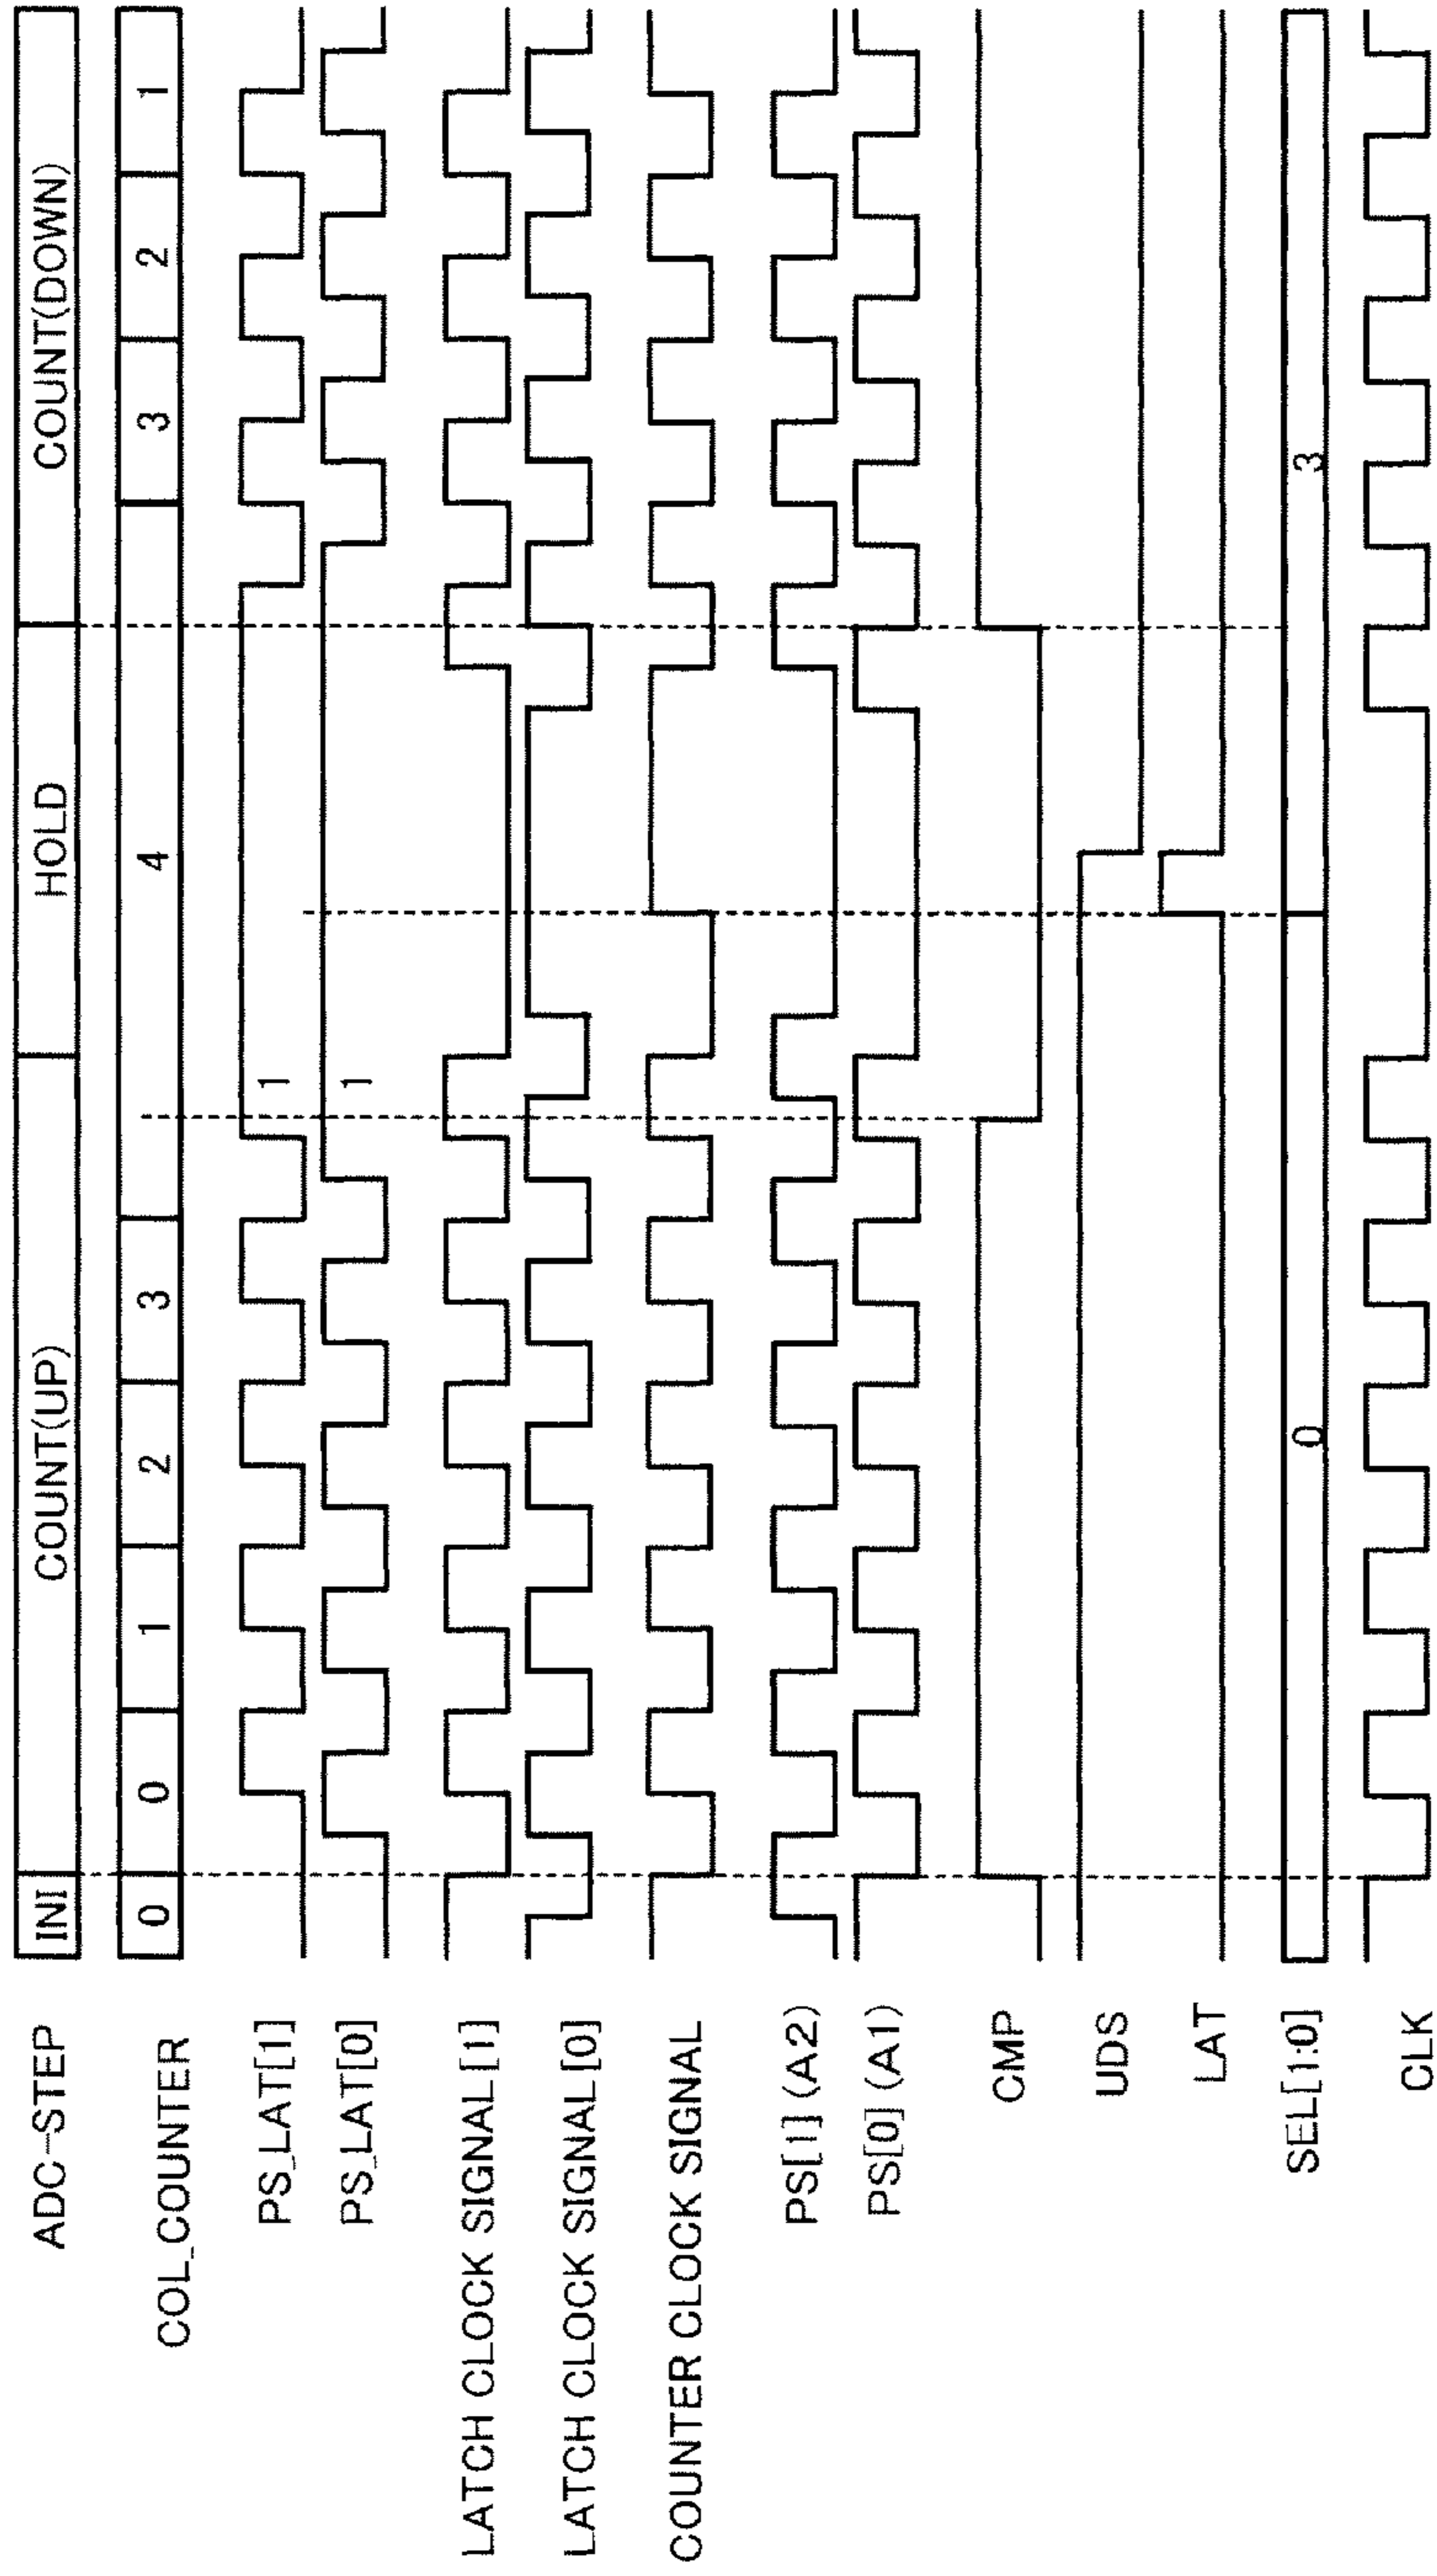 ADC-STEP INI COUNT(UP) HOLD COUNT(DOWN)
COL_COUNTER 0 0 1 2 3 4 3 2 1
PS_LAT[1] 1
PS_LAT[0] 1
LATCH CLOCK SIGNAL[1]
LATCH CLOCK SIGNAL[0]
COUNTER CLOCK SIGNAL
PS[1] (A2)
PS[0] (A1)
CMP
UDS
LAT
SEL[1:0] 0 3
CLK